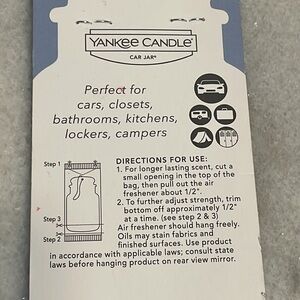 YANKEE CANDLE
CAR JAR®
Perfect for
cars, closets,
bathrooms, kitchens,
lockers, campers
DIRECTIONS FOR USE:
1. For longer lasting scent, cut a
small opening in the top of the
bag, then pull out the air
freshener about 1/2".
2. To further adjust strength, trim
bottom off approximately 1/2"
at a time. (see step 2 & 3)
Air freshener should hang freely.
Oils may stain fabrics and
finished surfaces. Use product
in accordance with applicable laws; consult state
laws before hanging product on rear view mirror.
Step 1
Step 3
Step 2